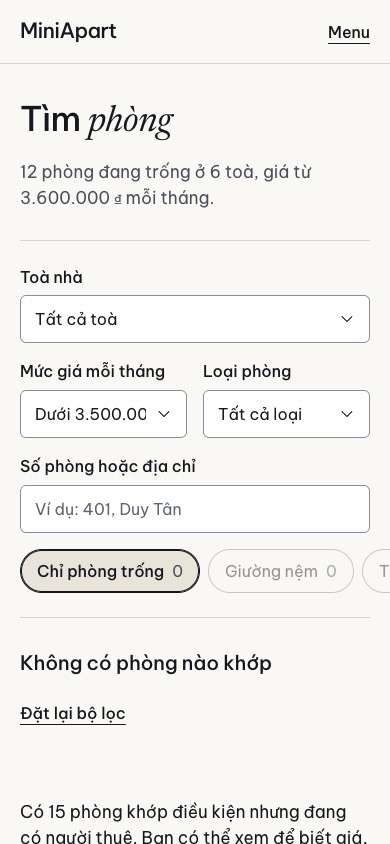 MiniApart
Menu
Tìm phòng
12 phòng đang trống ở 6 toà, giá từ
3.600.000 ₫ mỗi tháng.
Toà nhà
Tất cả toà
Mức giá mỗi tháng
Loại phòng
Dưới 3.500.00
Tất cả loại
Số phòng hoặc địa chỉ
Ví dụ: 401, Duy Tân
Chỉ phòng trống 0
Giường nệm 0
T
Không có phòng nào khớp
Đặt lại bộ lọc
Có 15 phòng khớp điều kiện nhưng đang
có người thuê. Bạn có thể xem để biết giá,